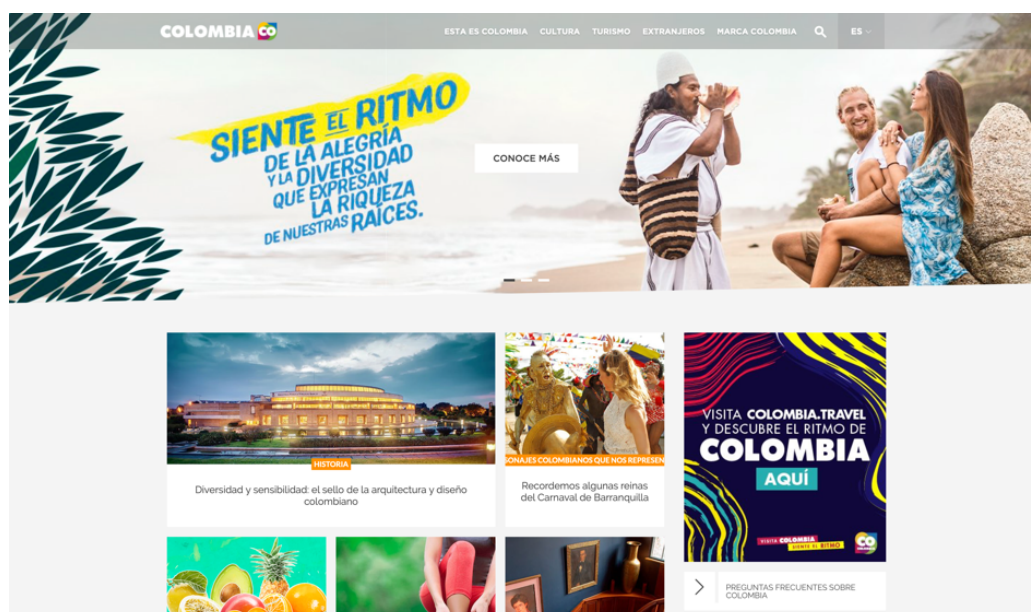 COLOMBIA CO
ESTA ES COLOMBIA CULTURA TURISMO EXTRANJEROS MARCA COLOMBIA ES
SIENTE EL RITMO
DE LA ALEGRÍA
Y LA DIVERSIDAD
QUE EXPRESAN
LA RIQUEZA
DE NUESTRAS RAÍCES.
CONOCE MÁS
HISTORIA
Diversidad y sensibilidad: el sello de la arquitectura y diseño
colombiano
COLOMBIANOS QUE NOS
Recordemos algunas reinas
del Carnaval de Barranquilla
VISITA COLOMBIA.TRAVEL
Y DESCUBRE EL RITMO DE
COLOMBIA
AQUÍ
VISITA COLOMBIA
SIENTE EL RITMO
CO
PREGUNTAS FRECUENTES SOBRE
COLOMBIA